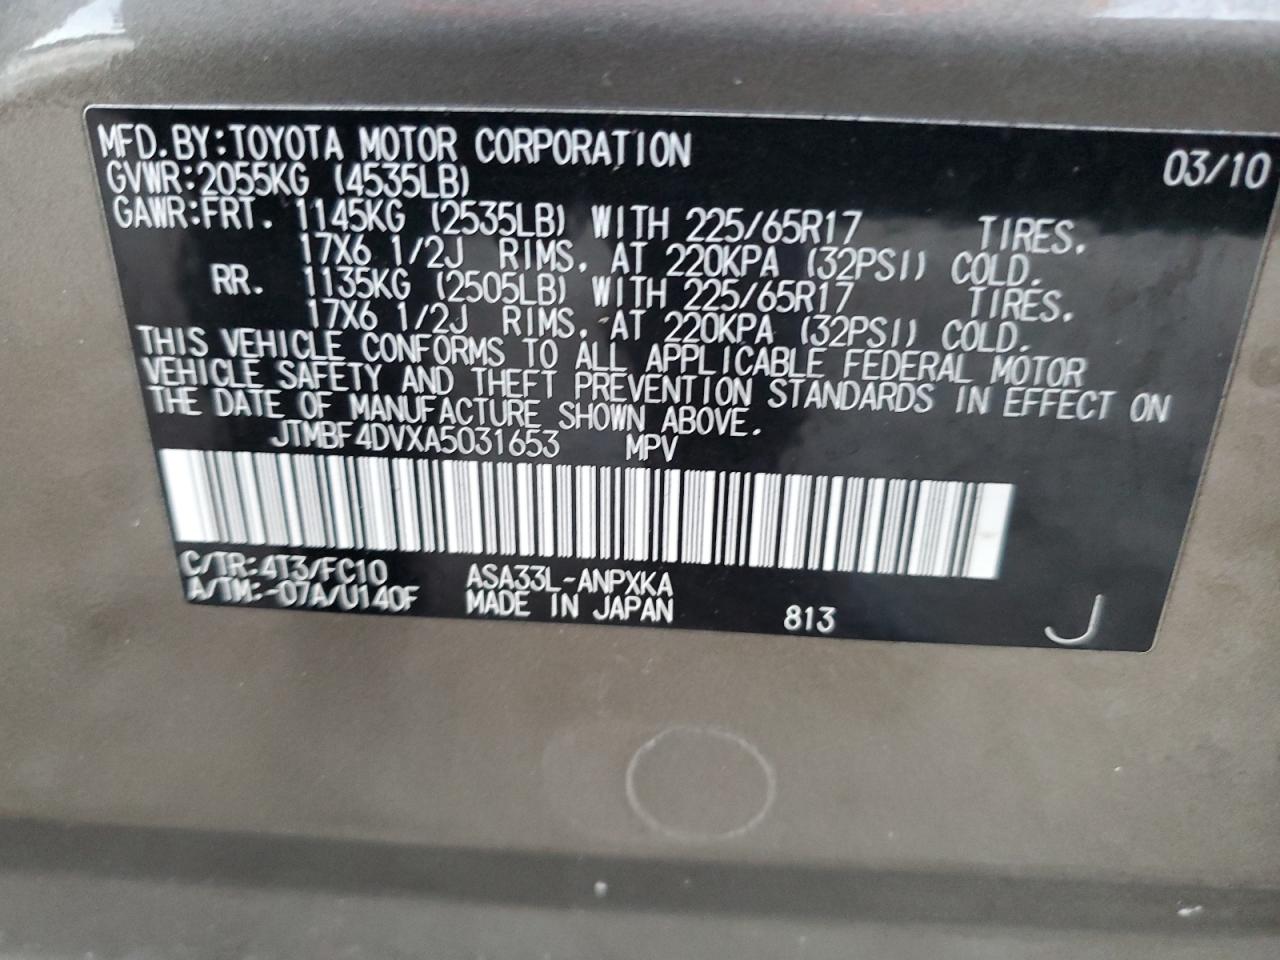 MFD.BY:TOYOTA MOTOR CORPORATION 03/10
GVWR:2055KG (4535LB)
GAWR:FRT. 1145KG (2535LB) WITH 225/65R17 TIRES.
17X6 1/2J RIMS, AT 220KPA (32PSI) COLD.
RR. 1135KG (2505LB) WITH 225/65R17 TIRES.
17X6 1/2J RIMS, AT 220KPA (32PSI) COLD.
THIS VEHICLE CONFORMS TO ALL APPLICABLE FEDERAL MOTOR
VEHICLE SAFETY AND THEFT PREVENTION STANDARDS IN EFFECT ON
THE DATE OF MANUFACTURE SHOWN ABOVE.
JTMBF4DVXA5031653 MPV
C/TR:4T3/FC10 ASA33L-ANPXKA
A/TM:-07A/U140F MADE IN JAPAN 813 J